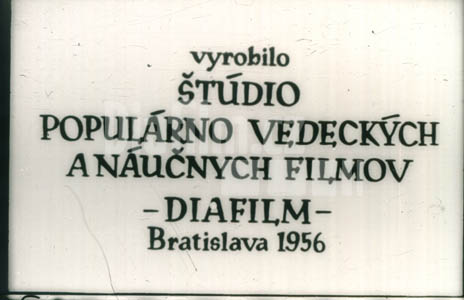 vyrobilo
ŠTÚDIO
POPULÁRNO VEDECKÝCH
A NÁUČNYCH FILMOV
- DIAFILM -
Bratislava 1956